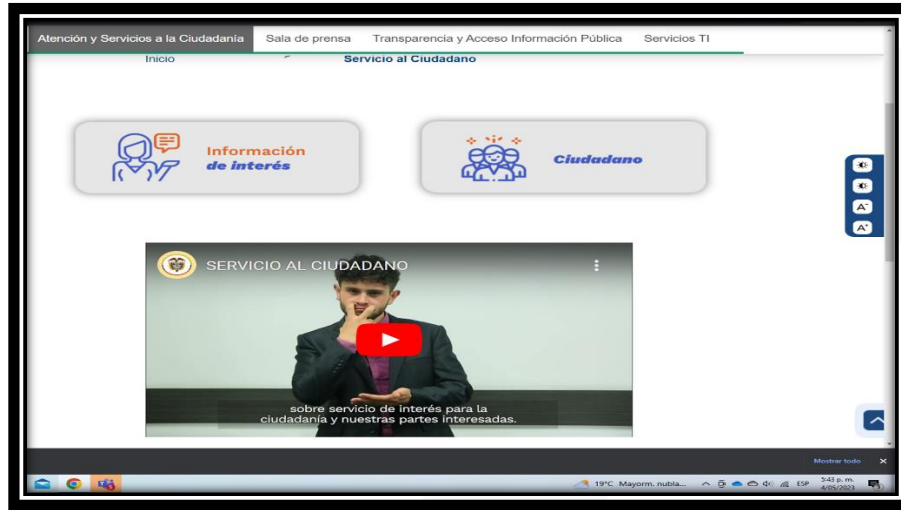 Atención y Servicios a la Ciudadanía Sala de prensa Transparencia y Acceso Información Pública Servicios TI
Inicio Servicio al Ciudadano
Información
de interés
Ciudadano
A-
A+
SERVICIO AL CIUDADANO
sobre servicio de interés para la
ciudadanía y nuestras partes interesadas.
Mostrar todo
19°C Mayorm. nubla... ESP 5:43 p. m.
4/05/2023